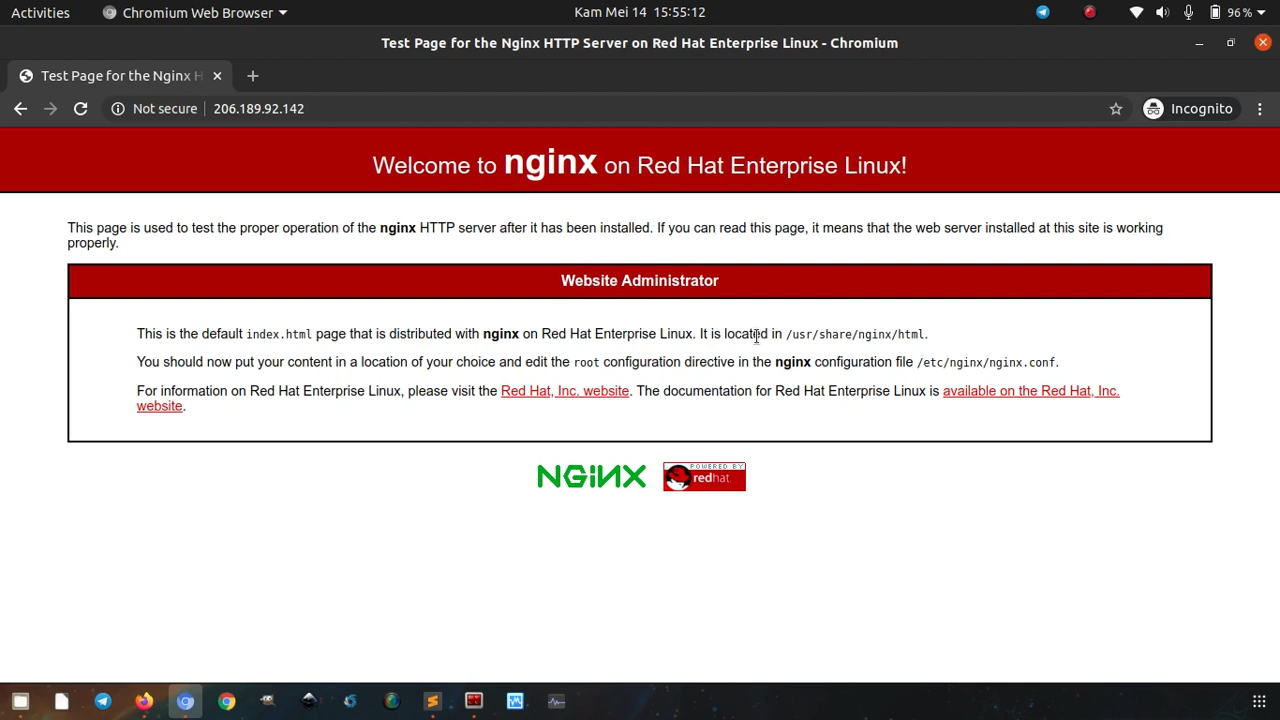 Activities Chromium Web Browser Kam Mei 14 15:55:12 96 %
Test Page for the Nginx HTTP Server on Red Hat Enterprise Linux - Chromium
Test Page for the Nginx H
Not secure 206.189.92.142 Incognito
Welcome to nginx on Red Hat Enterprise Linux!
This page is used to test the proper operation of the nginx HTTP server after it has been installed. If you can read this page, it means that the web server installed at this site is working
properly.
Website Administrator
This is the default index.html page that is distributed with nginx on Red Hat Enterprise Linux. It is located in /usr/share/nginx/html.
You should now put your content in a location of your choice and edit the root configuration directive in the nginx configuration file /etc/nginx/nginx.conf.
For information on Red Hat Enterprise Linux, please visit the Red Hat, Inc. website. The documentation for Red Hat Enterprise Linux is available on the Red Hat, Inc.
website.
NGINX POWERED BY
redhat